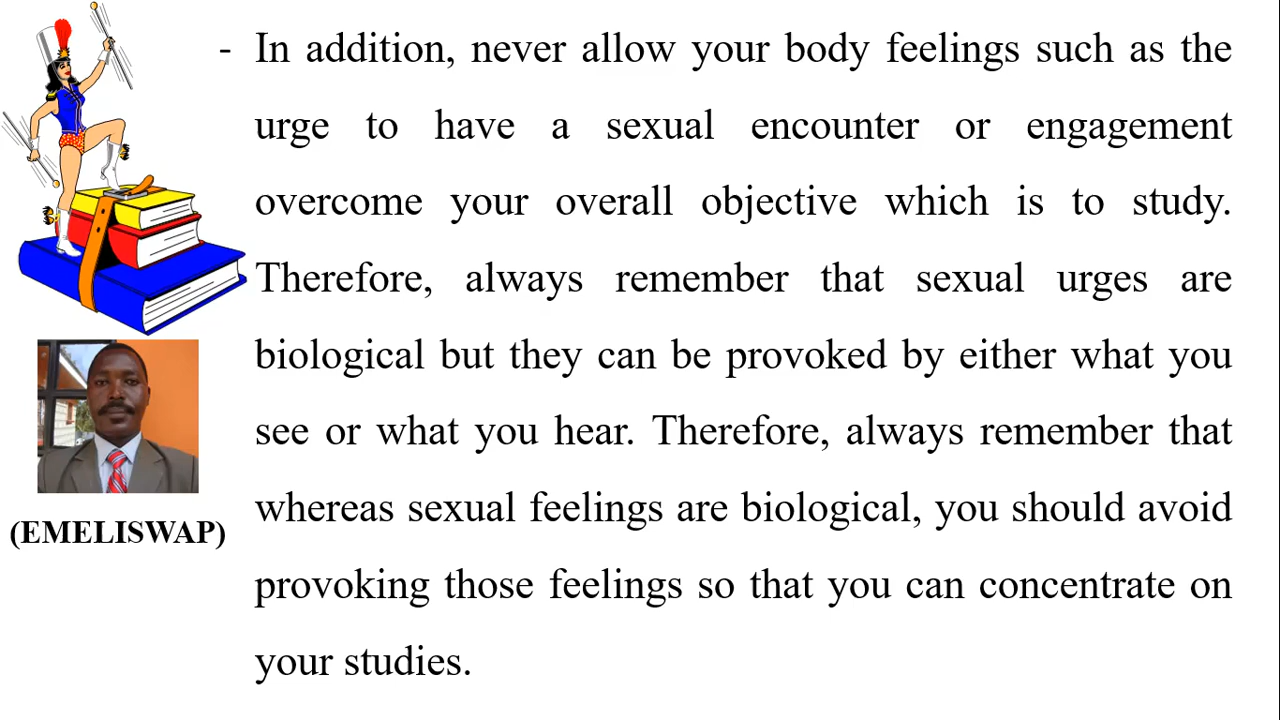 - In addition, never allow your body feelings such as the
urge to have a sexual encounter or engagement
overcome your overall objective which is to study.
Therefore, always remember that sexual urges are
biological but they can be provoked by either what you
see or what you hear. Therefore, always remember that
whereas sexual feelings are biological, you should avoid
provoking those feelings so that you can concentrate on
your studies.
(EMELISWAP)